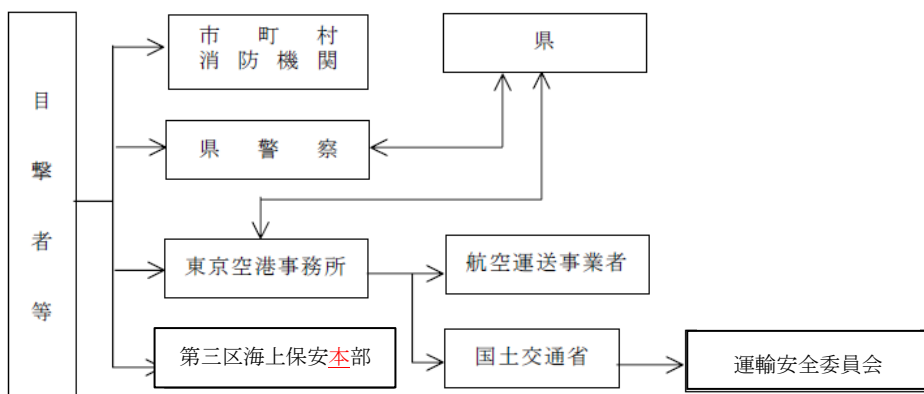 目撃者等
市町村
消防機関
県
県警察
東京空港事務所
航空運送事業者
第三区海上保安本部
国土交通省
運輸安全委員会